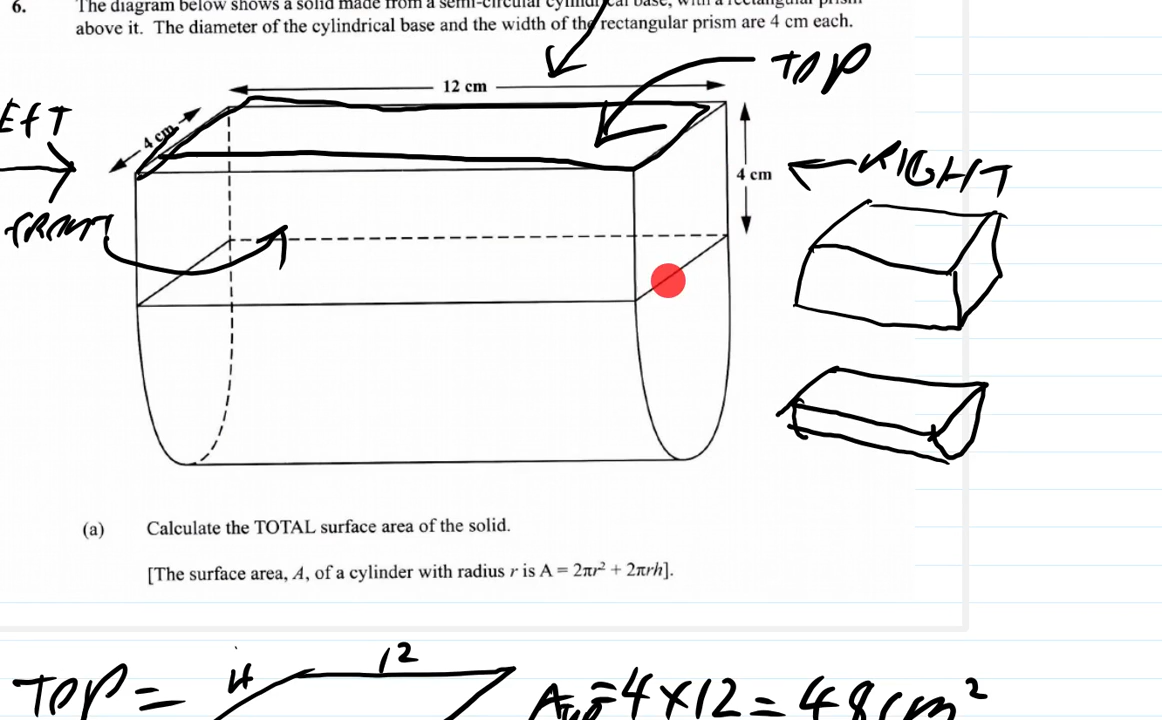 6. The diagram below shows a solid made from a semi-circular cylindrical base, with a rectangular prism
above it. The diameter of the cylindrical base and the width of the rectangular prism are 4 cm each.
TOP
12 cm
4 cm
EFT
4 cm
RIGHT
FRONT
(a) Calculate the TOTAL surface area of the solid.
[The surface area, A, of a cylinder with radius r is A = 2πr² + 2πrh].
12
TOP = 4 = 4 × 12 = 48 cm²